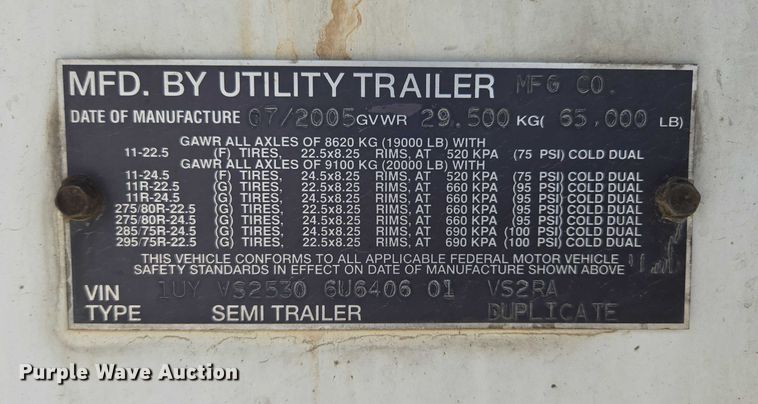 MFD. BY UTILITY TRAILER MFG CO.
DATE OF MANUFACTURE 07/2005 GVWR 29.500 KG( 65,000 LB)
GAWR ALL AXLES OF 8620 KG (19000 LB) WITH
11-22.5 (F) TIRES, 22.5x8.25 RIMS, AT 520 KPA (75 PSI) COLD DUAL
GAWR ALL AXLES OF 9100 KG (20000 LB) WITH
11-24.5 (F) TIRES, 24.5x8.25 RIMS, AT 520 KPA (75 PSI) COLD DUAL
11R-22.5 (G) TIRES, 22.5x8.25 RIMS, AT 660 KPA (95 PSI) COLD DUAL
11R-24.5 (G) TIRES, 24.5x8.25 RIMS, AT 660 KPA (95 PSI) COLD DUAL
275/80R-22.5 (G) TIRES, 22.5x8.25 RIMS, AT 660 KPA (95 PSI) COLD DUAL
275/80R-24.5 (G) TIRES, 24.5x8.25 RIMS, AT 660 KPA (95 PSI) COLD DUAL
285/75R-24.5 (G) TIRES, 24.5x8.25 RIMS, AT 690 KPA (100 PSI) COLD DUAL
295/75R-22.5 (G) TIRES, 22.5x8.25 RIMS, AT 690 KPA (100 PSI) COLD DUAL
THIS VEHICLE CONFORMS TO ALL APPLICABLE FEDERAL MOTOR VEHICLE
SAFETY STANDARDS IN EFFECT ON DATE OF MANUFACTURE SHOWN ABOVE
VIN 1UY VS2530 6U6406 01 VS2RA
TYPE SEMI TRAILER DUPLICATE
Purple Wave Auction